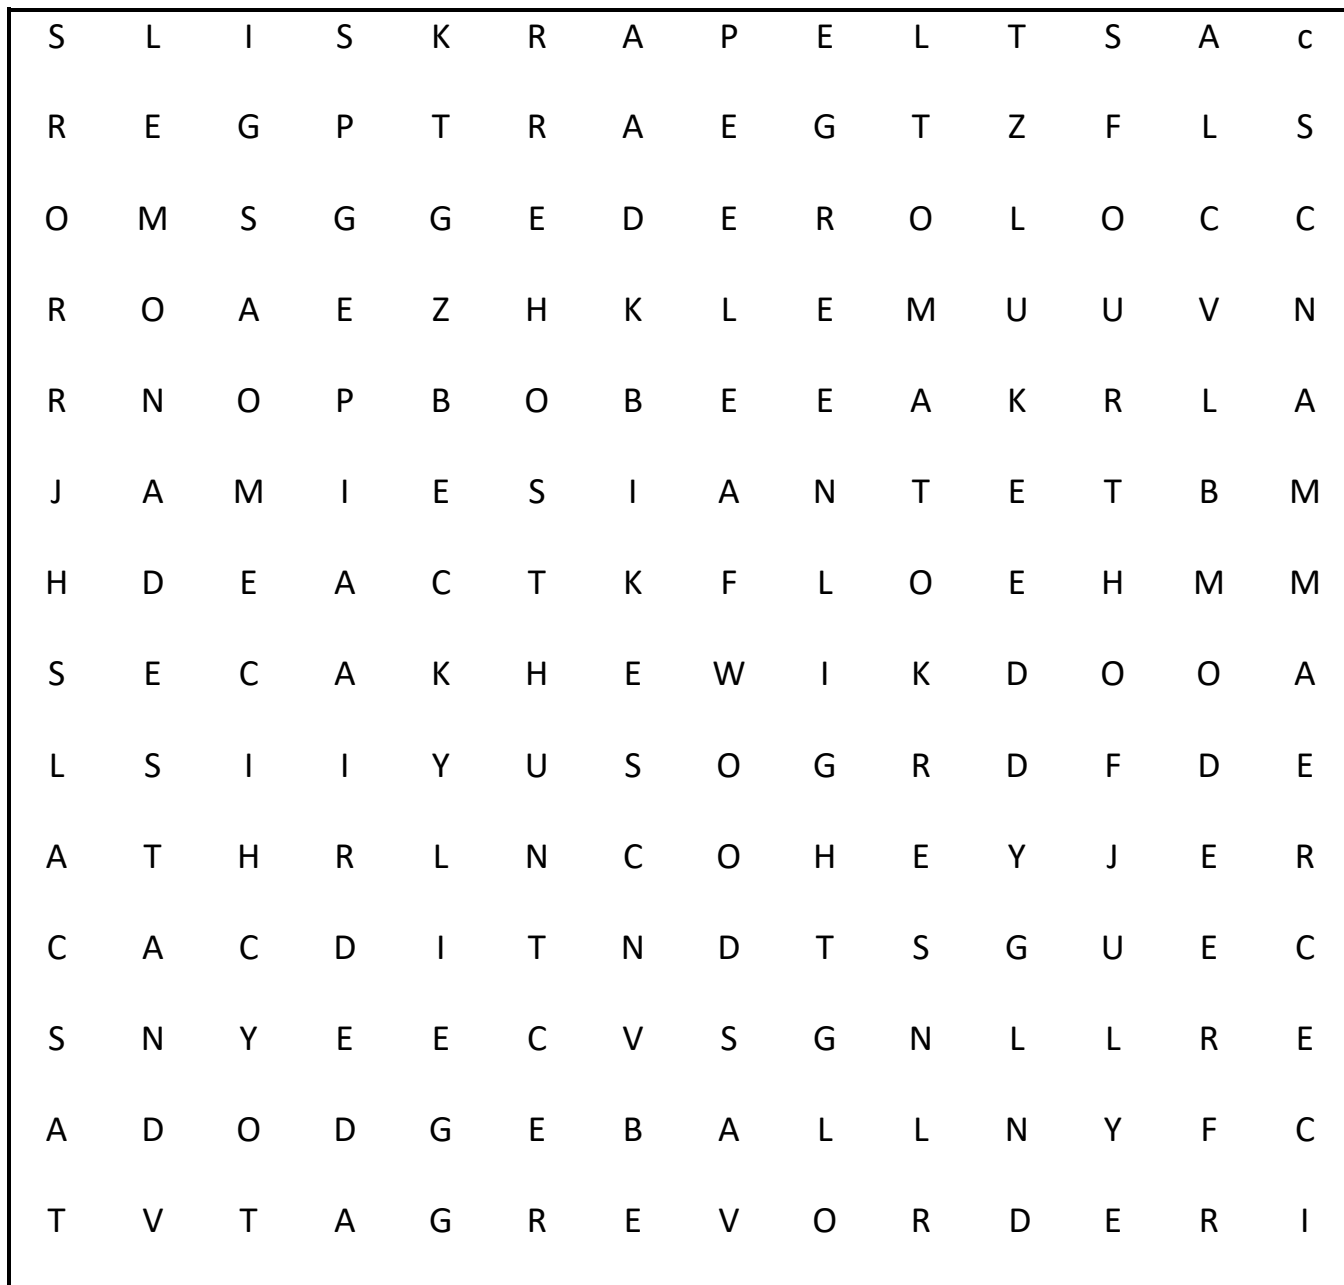 S L I S K R A P E L T S A c
R E G P T R A E G T Z F L S
O M S G G E D E R O L O C C
R O A E Z H K L E M U U V N
R N O P B O B E E A K R L A
J A M I E S I A N T E T B M
H D E A C T K F L O E H M M
S E C A K H E W I K D O O A
L S I I Y U S O G R D F D E
A T H R L N C O H E Y J E R
C A C D I T N D T S G U E C
S N Y E E C V S G N L L R E
A D O D G E B A L L N Y F C
T V T A G R E V O R D E R I